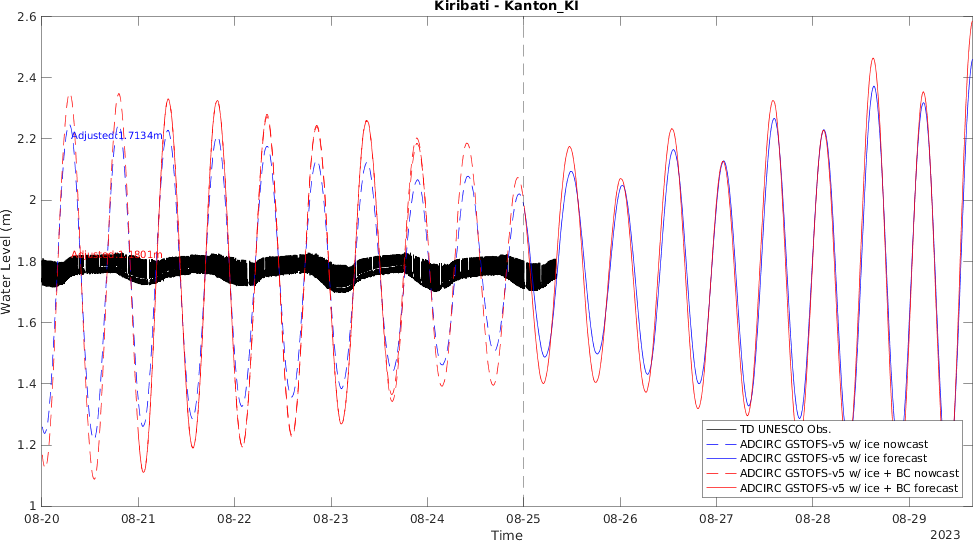 Kiribati - Kanton_KI
2.6
2.4
2.2
2
1.8
1.6
1.4
1.2
1
Water Level (m)
Adjusted:1.7134m
TD UNESCO Obs.
ADCIRC GSTOFS-v5 w/ ice nowcast
ADCIRC GSTOFS-v5 w/ ice forecast
ADCIRC GSTOFS-v5 w/ ice + BC nowcast
ADCIRC GSTOFS-v5 w/ ice + BC forecast
08-20
08-21
08-22
08-23
08-24
08-25
08-26
08-27
08-28
08-29
Time
2023